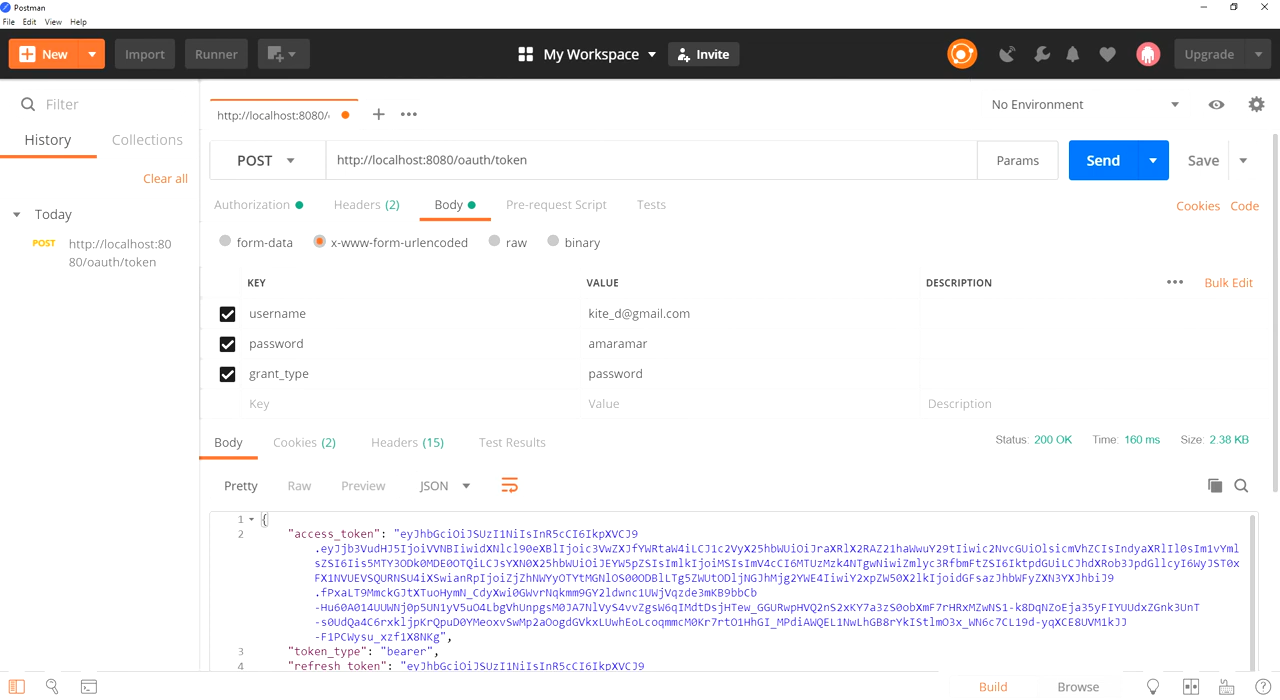 Postman
File Edit View Help
New Import Runner My Workspace Invite Upgrade
Filter
History Collections
Clear all
Today
POST http://localhost:80
80/oauth/token
http://localhost:8080/
No Environment
POST http://localhost:8080/oauth/token Params Send Save
Authorization Headers (2) Body Pre-request Script Tests Cookies Code
form-data x-www-form-urlencoded raw binary
KEY VALUE DESCRIPTION Bulk Edit
username kite_d@gmail.com
password amaramar
grant_type password
Key Value Description
Body Cookies (2) Headers (15) Test Results Status: 200 OK Time: 160 ms Size: 2.38 KB
Pretty Raw Preview JSON
1 {
2 "access_token": "eyJhbGciOiJSUzI1NiIsInR5cCI6IkpXVCJ9
3 "token_type": "bearer",
4 "refresh_token": "eyJhbGciOiJSUzI1NiIsInR5cCI6IkpXVCJ9
Build Browse